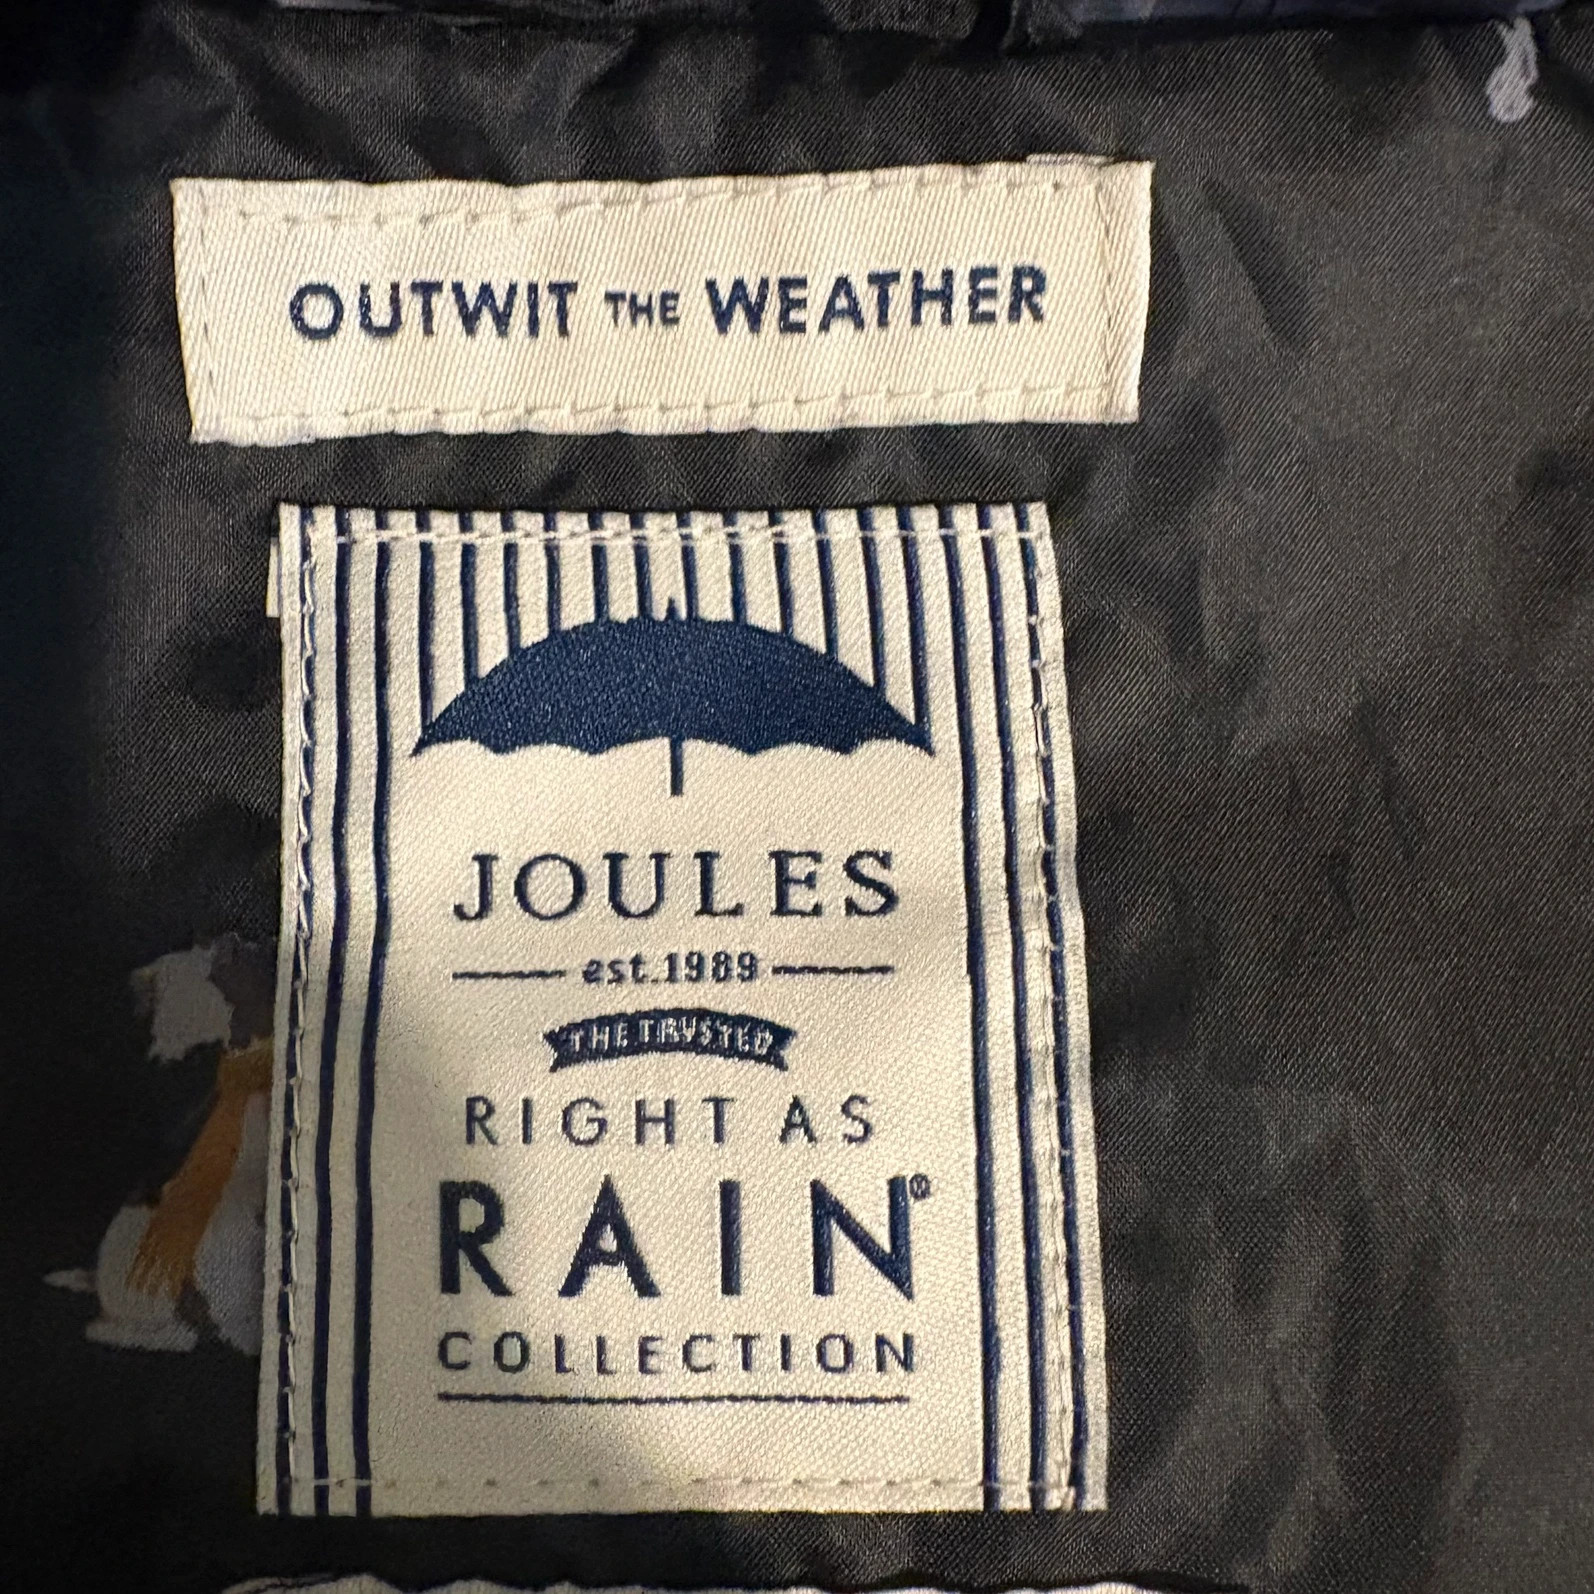 OUTWIT THE WEATHER
JOULES
est.1989
THE TRUSTED
RIGHT AS
RAIN®
COLLECTION